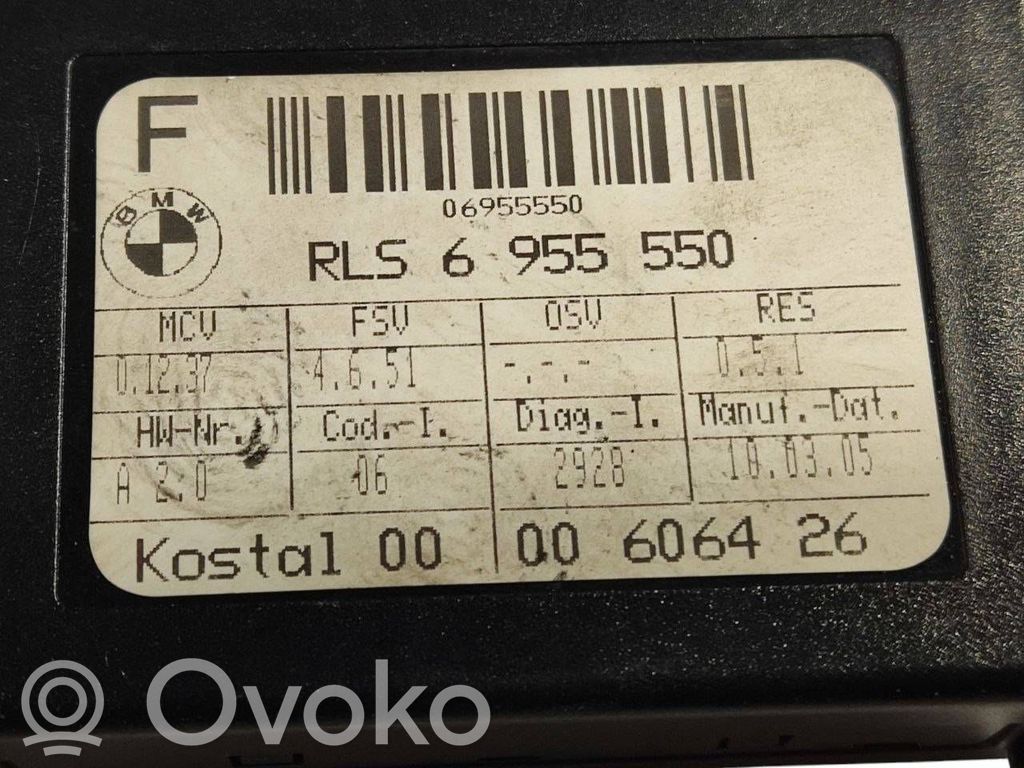 F
06955550
BMW
RLS 6 955 550
MCV FSV OSV RES
0.12.37 4.6.51 -.-.- 0.5.1
HW-Nr. Cod.-I. Diag.-I. Manuf.-Dat.
A 2.0 06 2928 10.03.05
Kostal 00 00 6064 26
Ovoko